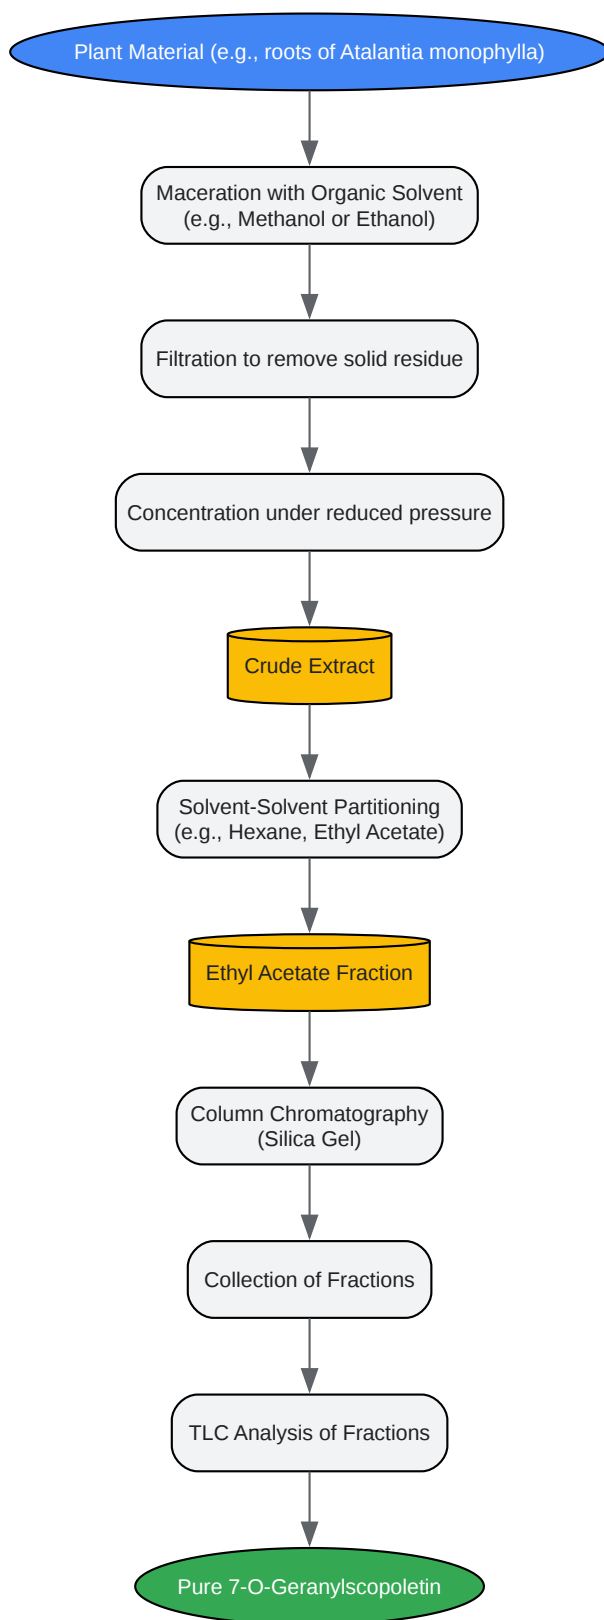 Plant Material (e.g., roots of Atalantia monophylla)
Maceration with Organic Solvent
(e.g., Methanol or Ethanol)
Filtration to remove solid residue
Concentration under reduced pressure
Crude Extract
Solvent-Solvent Partitioning
(e.g., Hexane, Ethyl Acetate)
Ethyl Acetate Fraction
Column Chromatography
(Silica Gel)
Collection of Fractions
TLC Analysis of Fractions
Pure 7-O-Geranylscopoletin